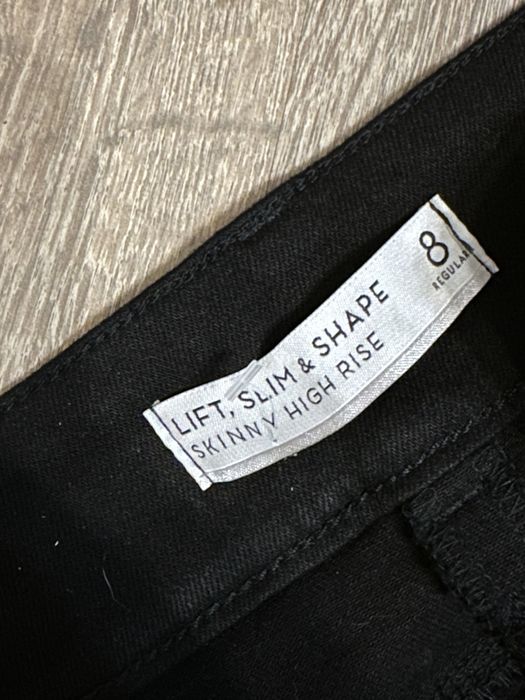 LIFT, SLIM & SHAPE
SKINNY HIGH RISE
8
REGULAR